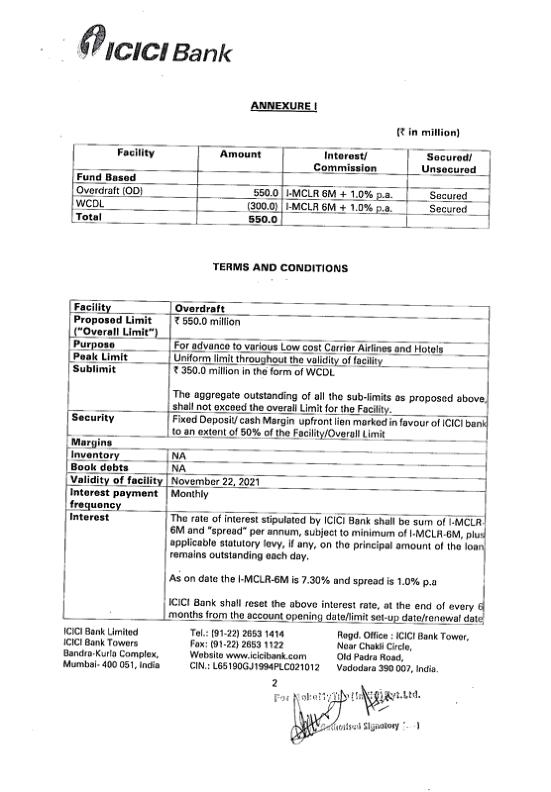 ICICI Bank
ANNEXURE I
(₹ in million)
Facility Amount Interest/ Commission Secured/ Unsecured
Fund Based
Overdraft (OD) 550.0 I-MCLR 6M + 1.0% p.a. Secured
WCDL (300.0) I-MCLR 6M + 1.0% p.a. Secured
Total 550.0
TERMS AND CONDITIONS
Facility Overdraft
Proposed Limit ("Overall Limit") ₹ 550.0 million
Purpose For advance to various Low cost Carrier Airlines and Hotels
Peak Limit Uniform limit throughout the validity of facility
Sublimit ₹ 350.0 million in the form of WCDL
The aggregate outstanding of all the sub-limits as proposed above,
shall not exceed the overall Limit for the Facility.
Security Fixed Deposit/ cash Margin upfront lien marked in favour of ICICI bank
to an extent of 50% of the Facility/Overall Limit
Margins
Inventory NA
Book debts NA
Validity of facility November 22, 2021
Interest payment frequency Monthly
Interest The rate of interest stipulated by ICICI Bank shall be sum of I-MCLR-
6M and "spread" per annum, subject to minimum of I-MCLR-6M, plus
applicable statutory levy, if any, on the principal amount of the loan
remains outstanding each day.
As on date the I-MCLR-6M is 7.30% and spread is 1.0% p.a
ICICI Bank shall reset the above interest rate, at the end of every 6
months from the account opening date/limit set-up date/renewal date
ICICI Bank Limited
ICICI Bank Towers
Bandra-Kurla Complex,
Mumbai- 400 051, India
Tel.: (91-22) 2653 1414
Fax: (91-22) 2653 1122
Website www.icicibank.com
CIN.: L65190GJ1994PLC021012
Regd. Office : ICICI Bank Tower,
Near Chakli Circle,
Old Padra Road,
Vadodara 390 007, India.
2
For Pvt.Ltd.
Authorised Signatory